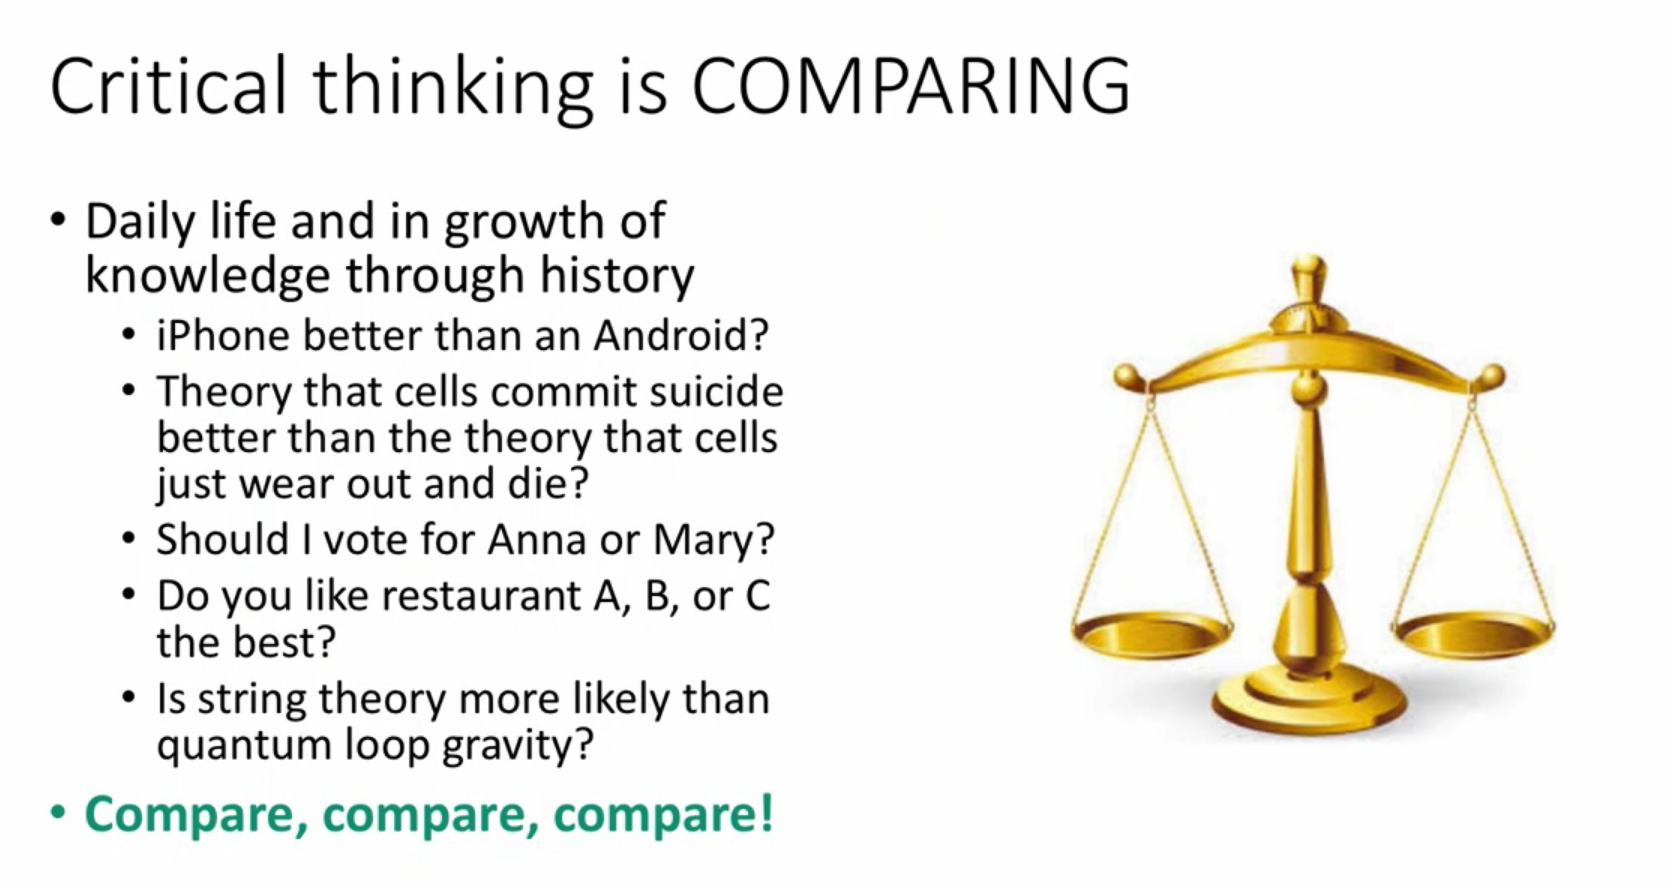 Critical thinking is COMPARING
• Daily life and in growth of
knowledge through history
• iPhone better than an Android?
• Theory that cells commit suicide
better than the theory that cells
just wear out and die?
• Should I vote for Anna or Mary?
• Do you like restaurant A, B, or C
the best?
• Is string theory more likely than
quantum loop gravity?
• Compare, compare, compare!